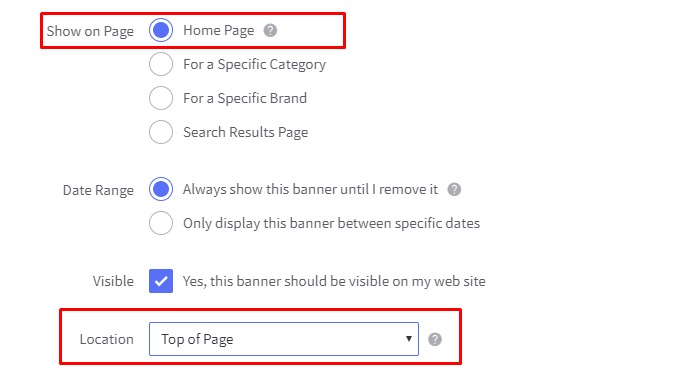 Show on Page Home Page ?
For a Specific Category
For a Specific Brand
Search Results Page
Date Range Always show this banner until I remove it ?
Only display this banner between specific dates
Visible Yes, this banner should be visible on my web site
Location Top of Page ?